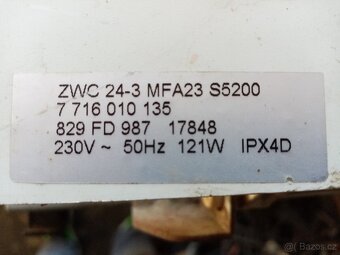 ZWC 24-3 MFA23 S5200
7 716 010 135
829 FD 987 17848
230V ~ 50Hz 121W IPX4D
bazos.cz